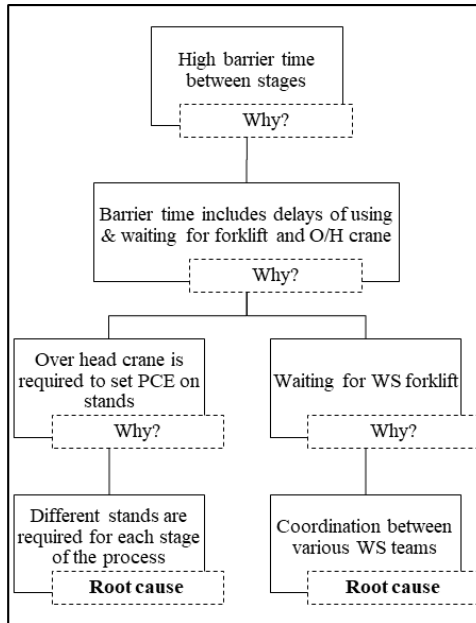 High barrier time
between stages
Why?
Barrier time includes delays of using
& waiting for forklift and O/H crane
Why?
Over head crane is
required to set PCE on
stands
Why?
Waiting for WS forklift
Why?
Different stands are
required for each stage
of the process
Root cause
Coordination between
various WS teams
Root cause